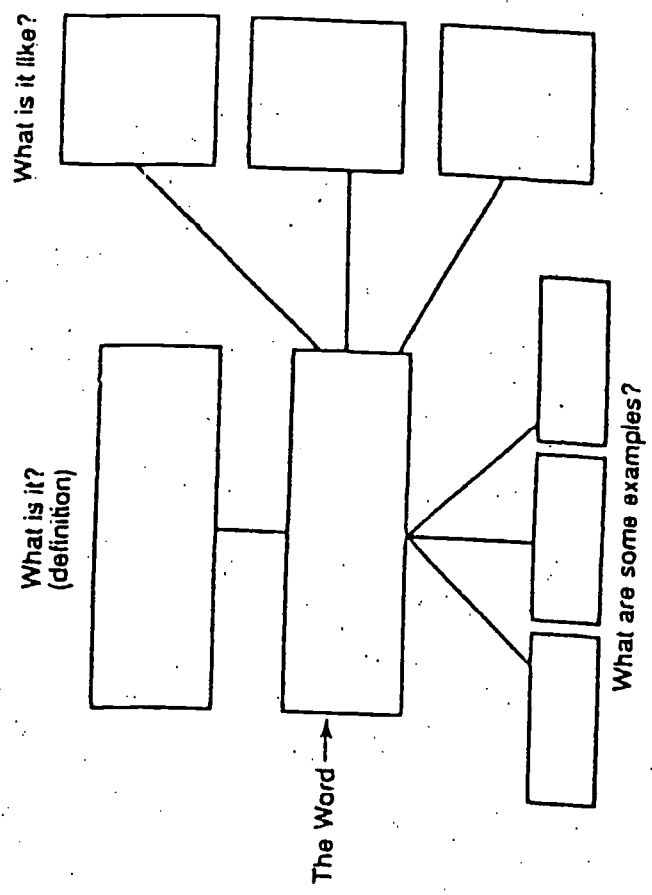 What is it?
(definition)
What is it like?
The Word
What are some examples?